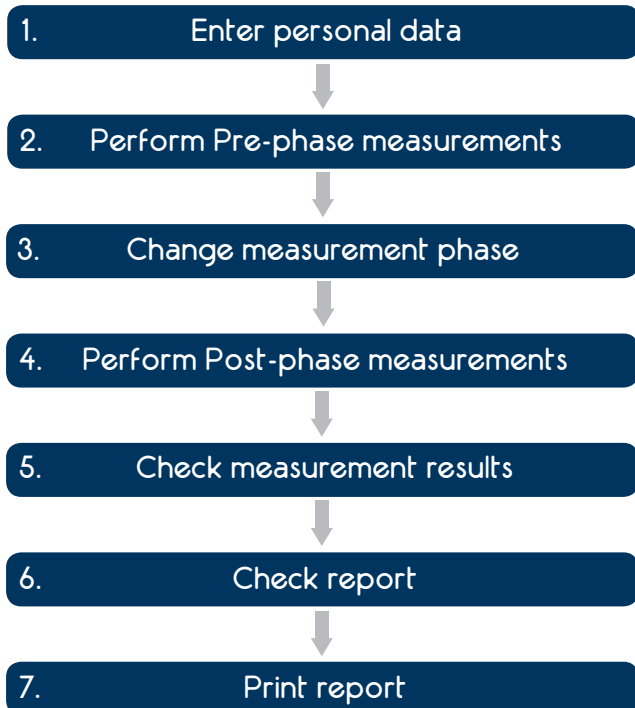 1. Enter personal data
2. Perform Pre-phase measurements
3. Change measurement phase
4. Perform Post-phase measurements
5. Check measurement results
6. Check report
7. Print report